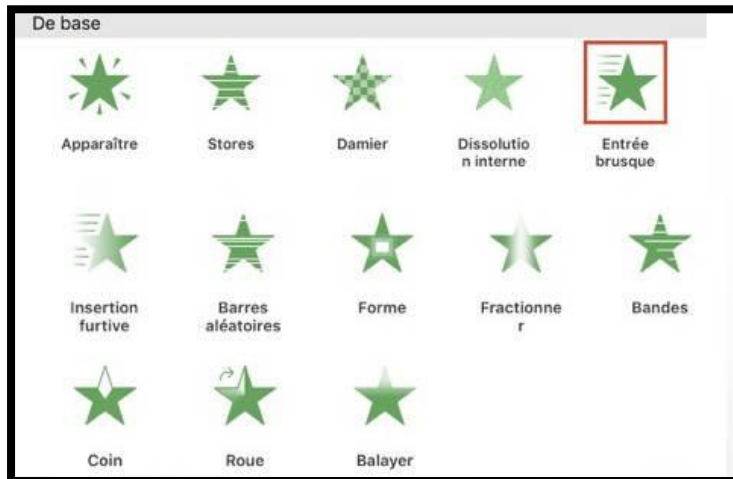 De base
Apparaître Stores Damier Dissolutio Entrée
n interne brusque
Insertion Barres Forme Fractionne Bandes
furtive aléatoires r
Coin Roue Balayer